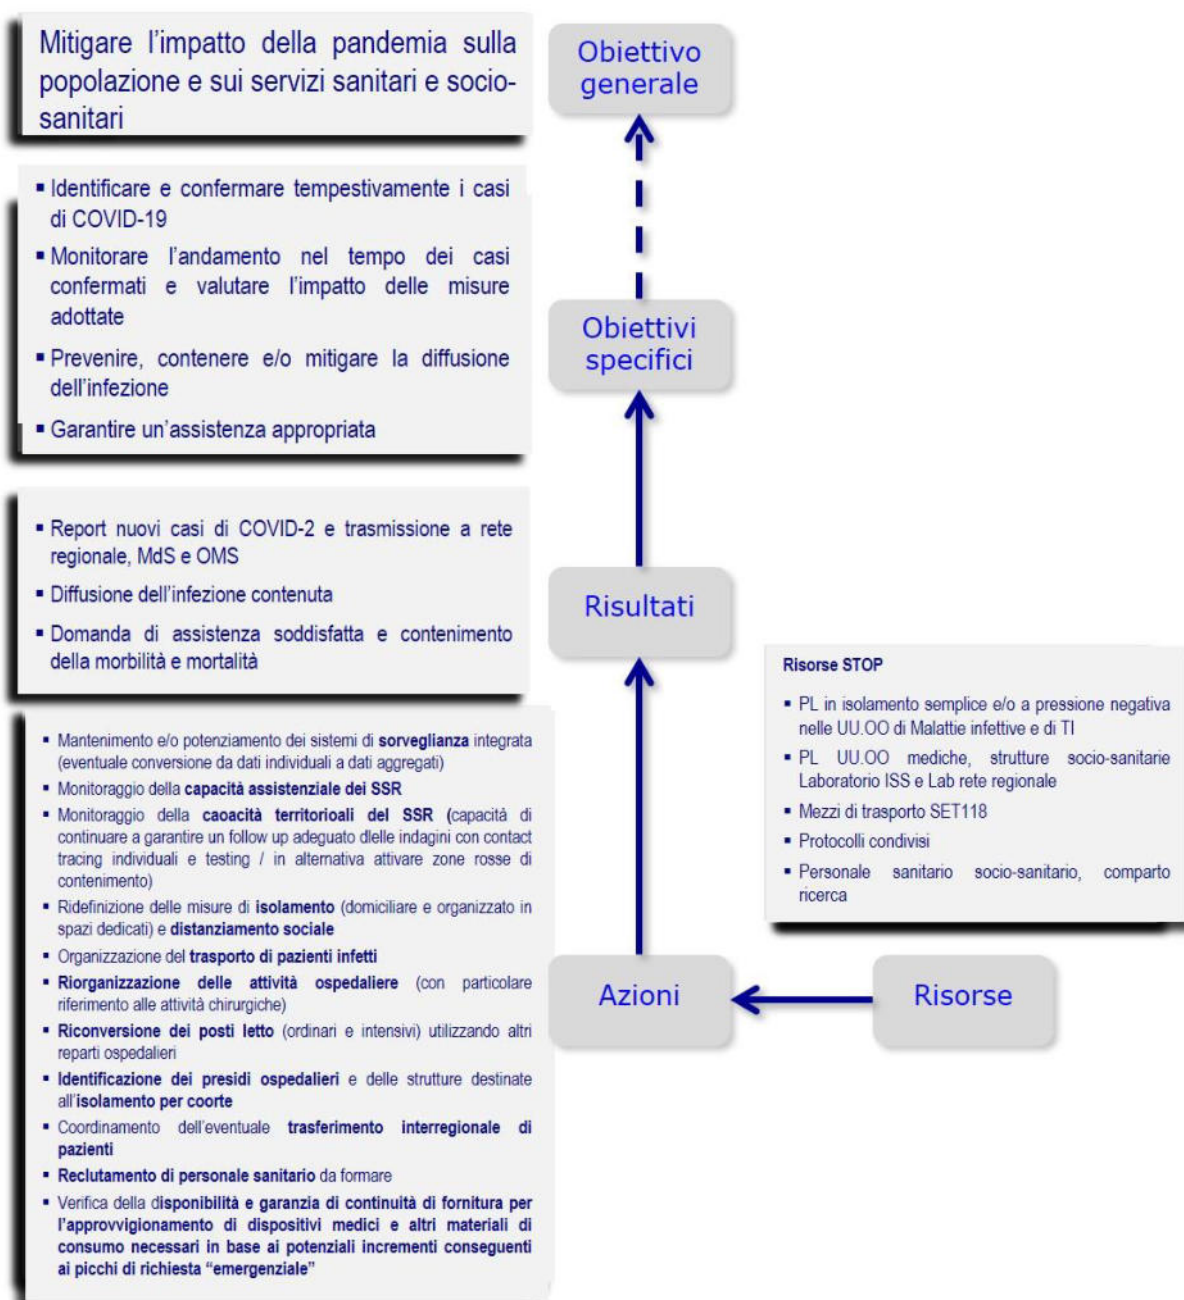 Mitigare l'impatto della pandemia sulla
popolazione e sui servizi sanitari e socio-
sanitari
Obiettivo
generale
▪ Identificare e confermare tempestivamente i casi
di COVID-19
▪ Monitorare l'andamento nel tempo dei casi
confermati e valutare l'impatto delle misure
adottate
▪ Prevenire, contenere e/o mitigare la diffusione
dell'infezione
▪ Garantire un'assistenza appropriata
Obiettivi
specifici
▪ Report nuovi casi di COVID-2 e trasmissione a rete
regionale, MdS e OMS
▪ Diffusione dell'infezione contenuta
▪ Domanda di assistenza soddisfatta e contenimento
della morbilità e mortalità
Risultati
▪ Mantenimento e/o potenziamento dei sistemi di sorveglianza integrata
(eventuale conversione da dati individuali a dati aggregati)
▪ Monitoraggio della capacità assistenziale dei SSR
▪ Monitoraggio della caoacità territorioali del SSR (capacità di
continuare a garantire un follow up adeguato dlelle indagini con contact
tracing individuali e testing / in alternativa attivare zone rosse di
contenimento)
▪ Ridefinizione delle misure di isolamento (domiciliare e organizzato in
spazi dedicati) e distanziamento sociale
▪ Organizzazione del trasporto di pazienti infetti
▪ Riorganizzazione delle attività ospedaliere (con particolare
riferimento alle attività chirurgiche)
▪ Riconversione dei posti letto (ordinari e intensivi) utilizzando altri
reparti ospedalieri
▪ Identificazione dei presidi ospedalieri e delle strutture destinate
all'isolamento per coorte
▪ Coordinamento dell'eventuale trasferimento interregionale di
pazienti
▪ Reclutamento di personale sanitario da formare
▪ Verifica della disponibilità e garanzia di continuità di fornitura per
l'approvvigionamento di dispositivi medici e altri materiali di
consumo necessari in base ai potenziali incrementi conseguenti
ai picchi di richiesta “emergenziale”
Azioni
Risorse STOP
▪ PL in isolamento semplice e/o a pressione negativa
nelle UU.OO di Malattie infettive e di TI
▪ PL UU.OO mediche, strutture socio-sanitarie
Laboratorio ISS e Lab rete regionale
▪ Mezzi di trasporto SET118
▪ Protocolli condivisi
▪ Personale sanitario socio-sanitario, comparto
ricerca
Risorse